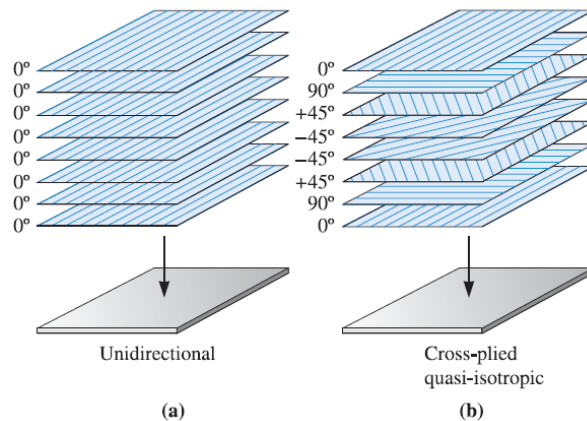 0º
0º
0º
0º
0º
0º
0º
0º
Unidirectional
(a)
0º
90º
+45º
−45º
−45º
+45º
90º
0º
Cross-plied
quasi-isotropic
(b)